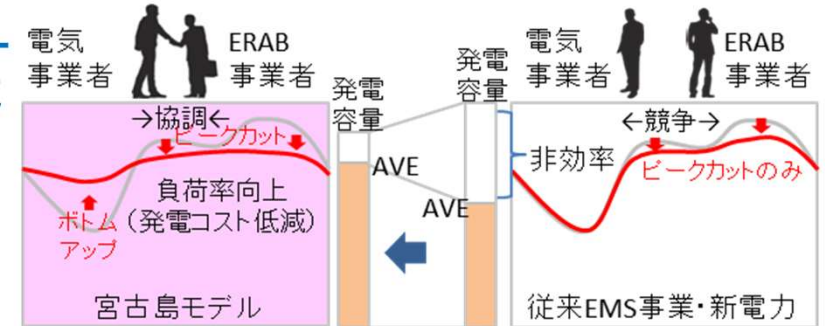 電気
事業者
ERAB
事業者
→協調←
ピークカット
ボトム
アップ
負荷率向上
(発電コスト低減)
宮古島モデル
発電
容量
AVE
発電
容量
AVE
非効率
電気
事業者
ERAB
事業者
←競争→
ピークカットのみ
従来EMS事業・新電力